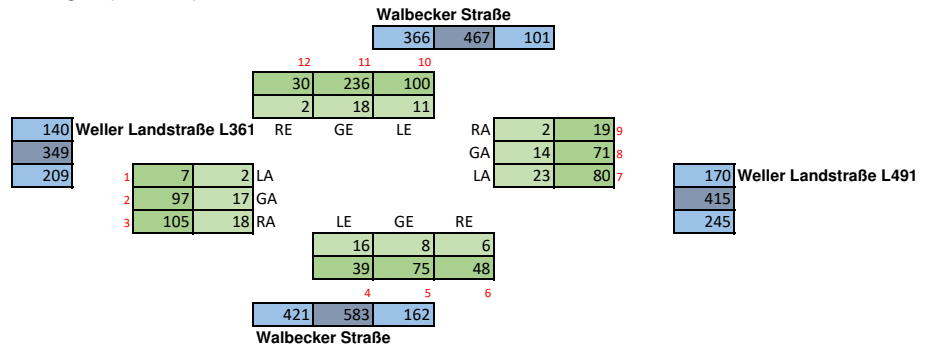 Walbecker Straße
366 467 101
12 11 10
30 236 100
2 18 11
140 Weller Landstraße L361 RE GE LE RA 2 19 9
349 GA 14 71 8
209 1 7 2 LA LA 23 80 7 170 Weller Landstraße L491
2 97 17 GA 415
3 105 18 RA LE GE RE 245
16 8 6
39 75 48
4 5 6
421 583 162
Walbecker Straße